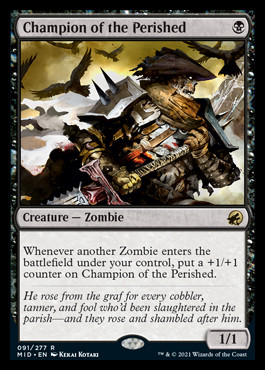 Champion of the Perished
Creature — Zombie
Whenever another Zombie enters the
battlefield under your control, put a +1/+1
counter on Champion of the Perished.
He rose from the graf for every cobbler,
tanner, and fool who'd been slaughtered in the
parish—and they rose and shambled after him.
1/1
091/277 R
MID • EN Kekai Kotaki
™ & © 2021 Wizards of the Coast